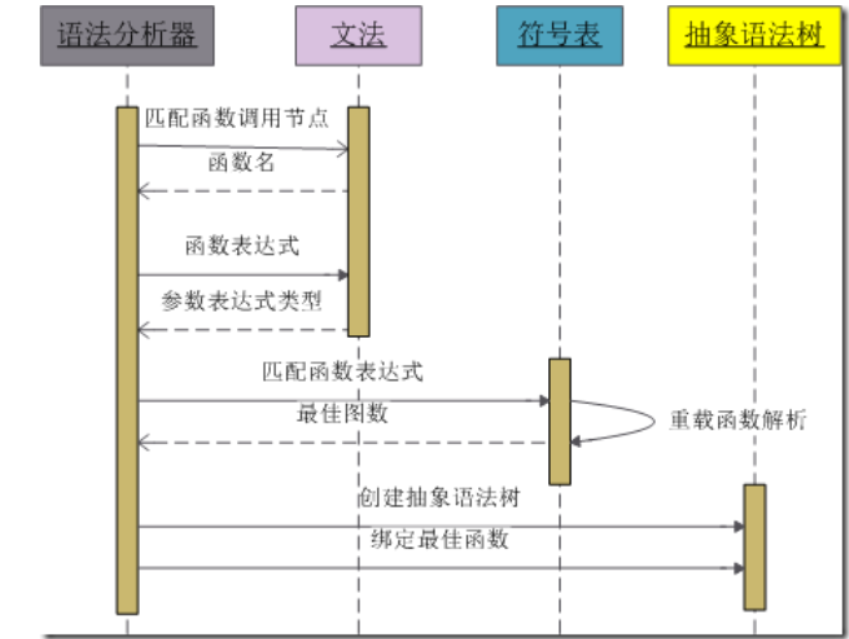 语法分析器
文法
符号表
抽象语法树
匹配函数调用节点
函数名
函数表达式
参数表达式类型
匹配函数表达式
最佳图数
重载函数解析
创建抽象语法树
绑定最佳函数